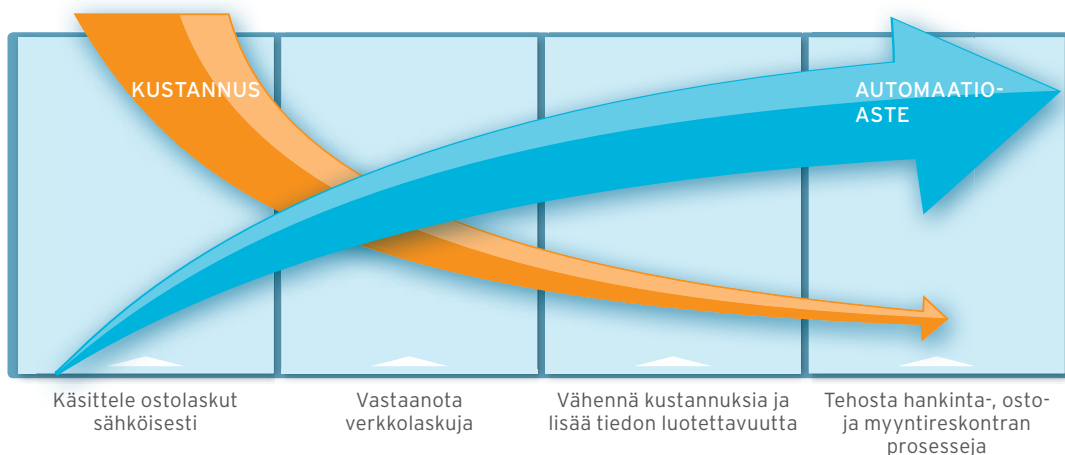 KUSTANNUS
AUTOMAATIO-
ASTE
Käsittele ostolaskut
sähköisesti
Vastaanota
verkkolaskuja
Vähennä kustannuksia ja
lisää tiedon luotettavuutta
Tehosta hankinta-, osto-
ja myyntireskontran
prosesseja